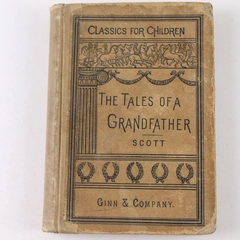 CLASSICS FOR CHILDREN
THE TALES OF A
GRANDFATHER
SCOTT
GINN & COMPANY.